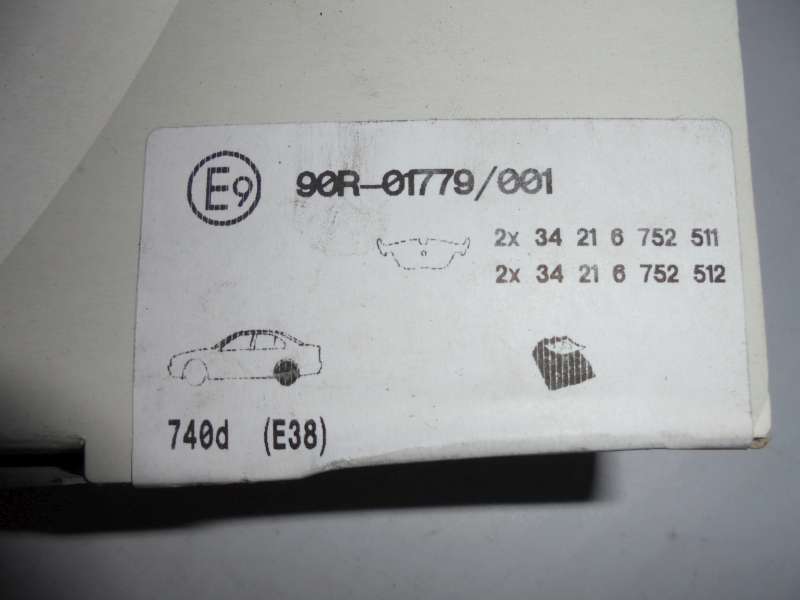 E9 90R-01779/001
2x 34 21 6 752 511
2x 34 21 6 752 512
740d (E38)